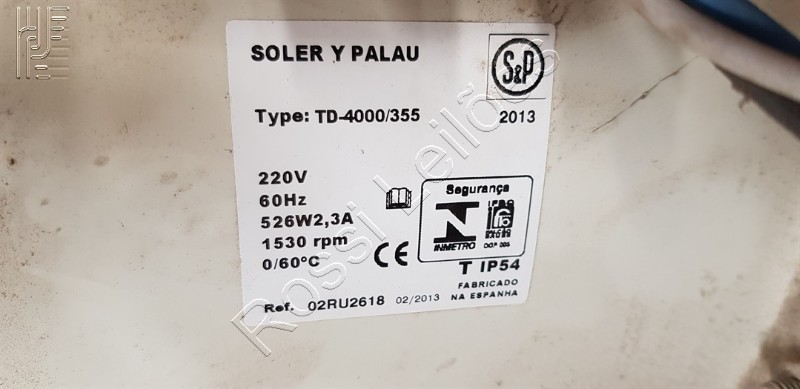 SOLER Y PALAU
S&P
Type: TD-4000/355
2013
220V
60Hz
526W2,3A
1530 rpm
0/60°C
CE
Segurança
INMETRO
T IP54
FABRICADO
NA ESPANHA
Ref. 02RU2618 02/2013
Rossi Leilões